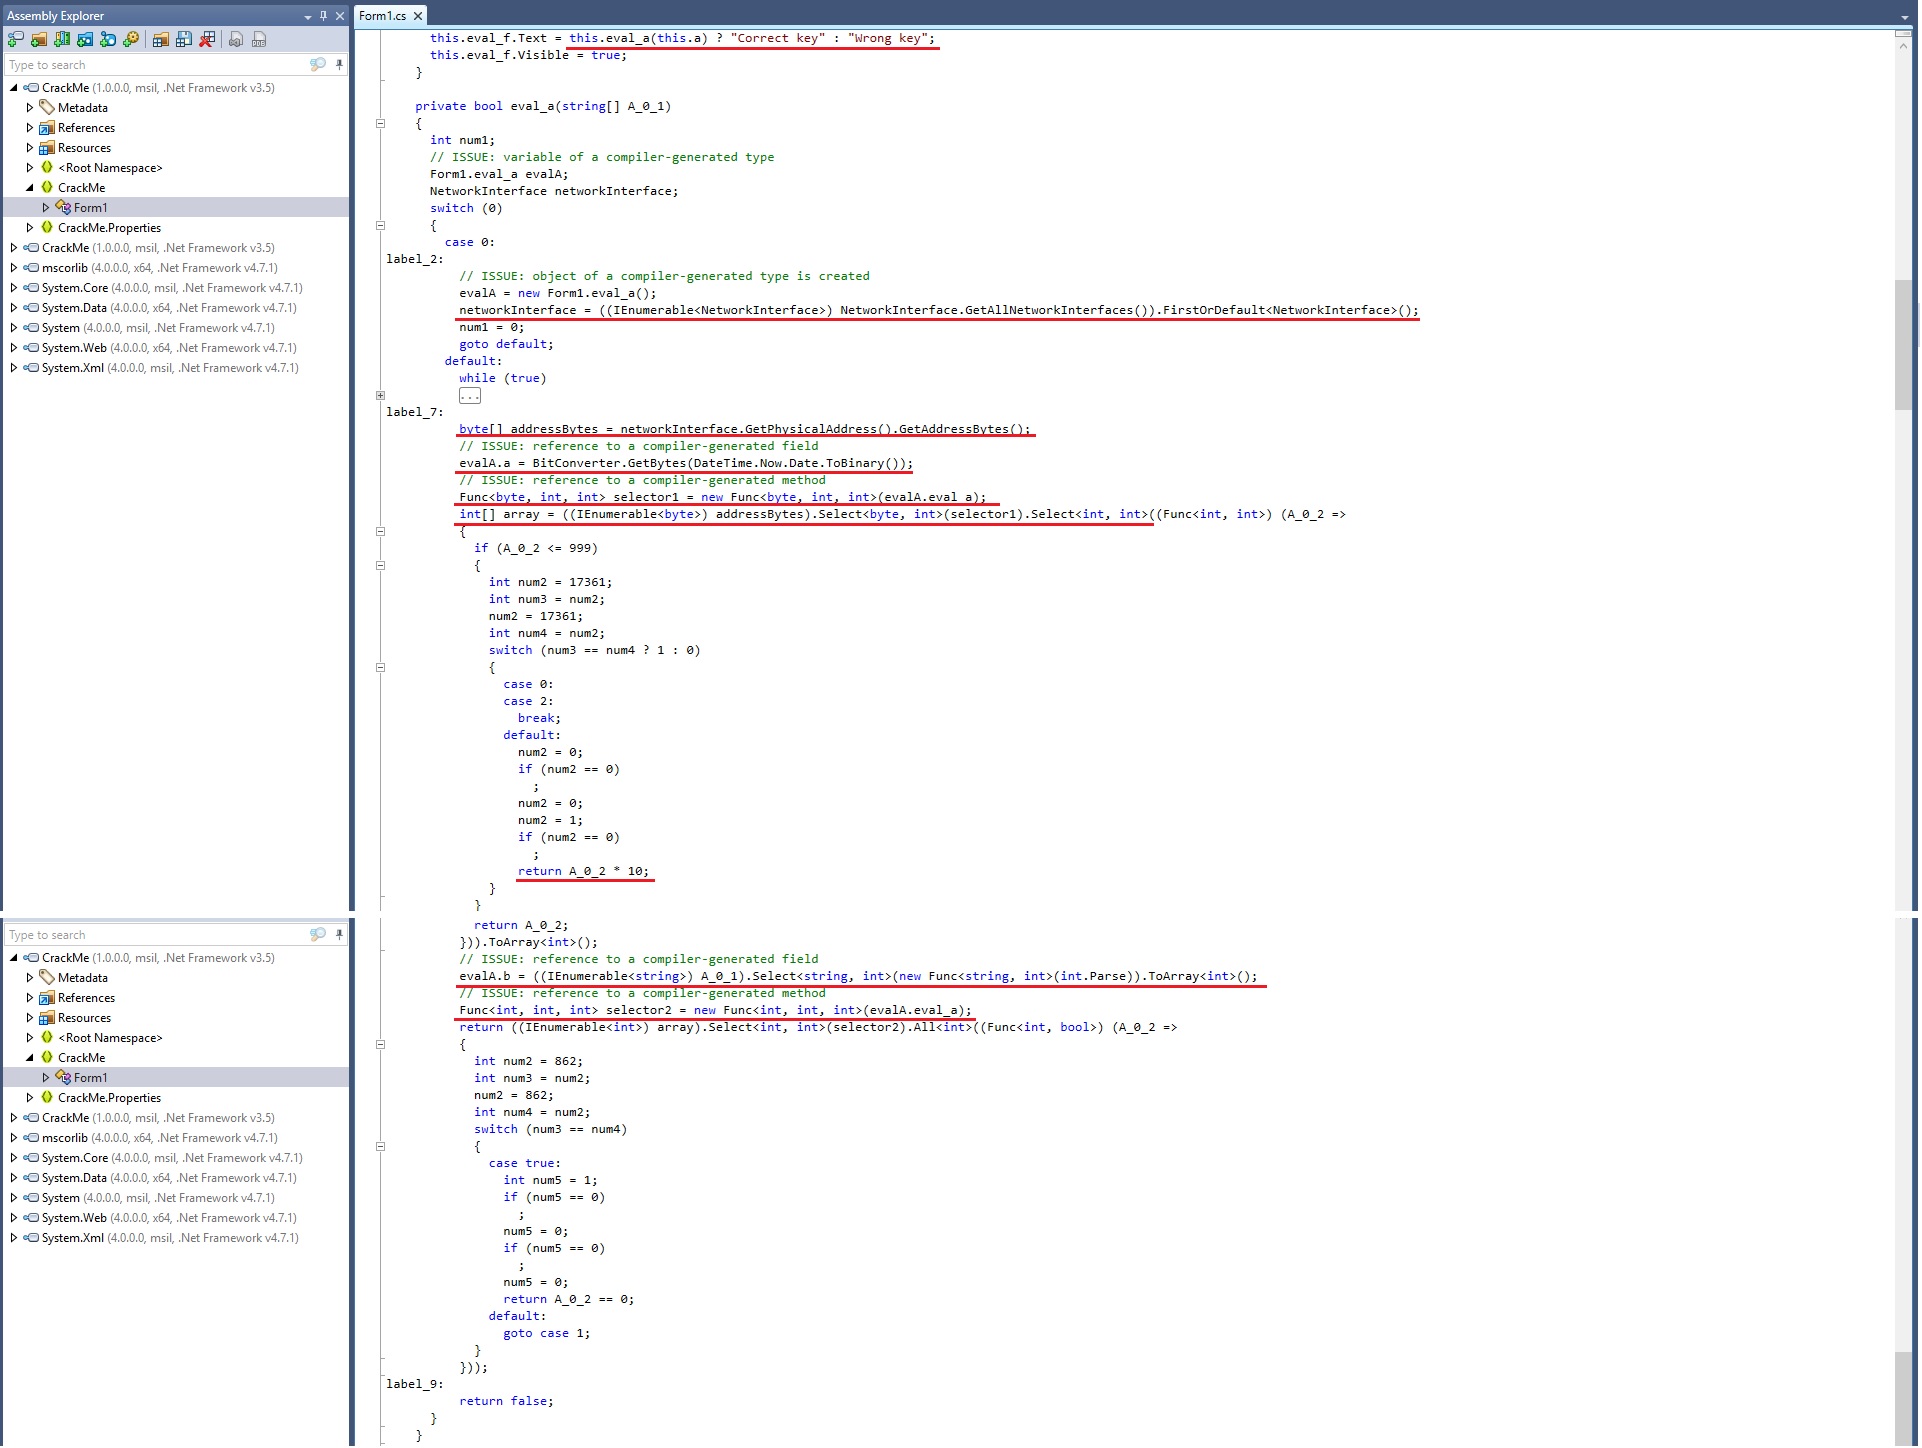 Assembly Explorer
Type to search
CrackMe (1.0.0.0, msil, .Net Framework v3.5)
Metadata
References
Resources
<Root Namespace>
CrackMe
Form1
CrackMe.Properties
CrackMe (1.0.0.0, msil, .Net Framework v3.5)
mscorlib (4.0.0.0, x64, .Net Framework v4.7.1)
System.Core (4.0.0.0, msil, .Net Framework v4.7.1)
System.Data (4.0.0.0, x64, .Net Framework v4.7.1)
System (4.0.0.0, msil, .Net Framework v4.7.1)
System.Web (4.0.0.0, x64, .Net Framework v4.7.1)
System.Xml (4.0.0.0, msil, .Net Framework v4.7.1)
Form1.cs
this.eval_f.Text = this.eval_a(this.a) ? "Correct key" : "Wrong key";
this.eval_f.Visible = true;
}
private bool eval_a(string[] A_0_1)
{
int num1;
// ISSUE: variable of a compiler-generated type
Form1.eval_a evalA;
NetworkInterface networkInterface;
switch (0)
{
case 0:
label_2:
// ISSUE: object of a compiler-generated type is created
evalA = new Form1.eval_a();
networkInterface = ((IEnumerable<NetworkInterface>) NetworkInterface.GetAllNetworkInterfaces()).FirstOrDefault<NetworkInterface>();
num1 = 0;
goto default;
default:
while (true)
...
label_7:
byte[] addressBytes = networkInterface.GetPhysicalAddress().GetAddressBytes();
// ISSUE: reference to a compiler-generated field
evalA.a = BitConverter.GetBytes(DateTime.Now.Date.ToBinary());
// ISSUE: reference to a compiler-generated method
Func<byte, int, int> selector1 = new Func<byte, int, int>(evalA.eval_a);
int[] array = ((IEnumerable<byte>) addressBytes).Select<byte, int>(selector1).Select<int, int>((Func<int, int>) (A_0_2 =>
{
if (A_0_2 <= 999)
{
int num2 = 17361;
int num3 = num2;
num2 = 17361;
int num4 = num2;
switch (num3 == num4 ? 1 : 0)
{
case 0:
case 2:
break;
default:
num2 = 0;
if (num2 == 0)
;
num2 = 0;
num2 = 1;
if (num2 == 0)
;
return A_0_2 * 10;
}
}
Type to search
CrackMe (1.0.0.0, msil, .Net Framework v3.5)
Metadata
References
Resources
<Root Namespace>
CrackMe
Form1
CrackMe.Properties
CrackMe (1.0.0.0, msil, .Net Framework v3.5)
mscorlib (4.0.0.0, x64, .Net Framework v4.7.1)
System.Core (4.0.0.0, msil, .Net Framework v4.7.1)
System.Data (4.0.0.0, x64, .Net Framework v4.7.1)
System (4.0.0.0, msil, .Net Framework v4.7.1)
System.Web (4.0.0.0, x64, .Net Framework v4.7.1)
System.Xml (4.0.0.0, msil, .Net Framework v4.7.1)
return A_0_2;
})).ToArray<int>();
// ISSUE: reference to a compiler-generated field
evalA.b = ((IEnumerable<string>) A_0_1).Select<string, int>(new Func<string, int>(int.Parse)).ToArray<int>();
// ISSUE: reference to a compiler-generated method
Func<int, int, int> selector2 = new Func<int, int, int>(evalA.eval_a);
return ((IEnumerable<int>) array).Select<int, int>(selector2).All<int>((Func<int, bool>) (A_0_2 =>
{
int num2 = 862;
int num3 = num2;
num2 = 862;
int num4 = num2;
switch (num3 == num4)
{
case true:
int num5 = 1;
if (num5 == 0)
;
num5 = 0;
if (num5 == 0)
;
num5 = 0;
return A_0_2 == 0;
default:
goto case 1;
}
}));
label_9:
return false;
}
}